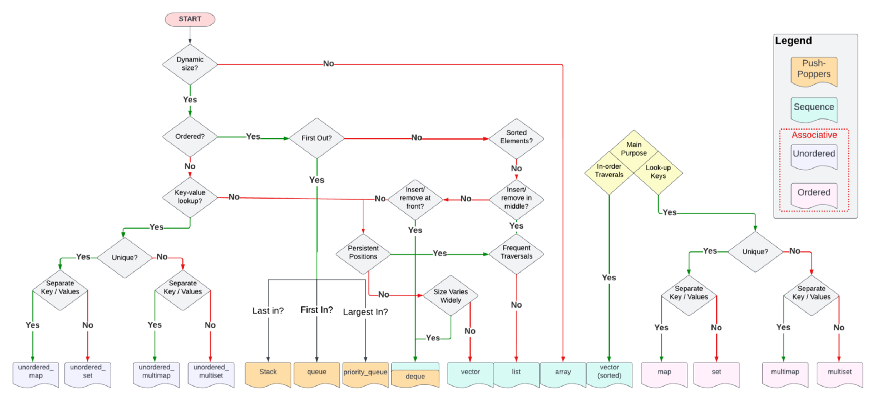 START
Legend
Dynamic
size?
No
Push-
Poppers
Yes
Sequence
Ordered?
Yes
First Out?
No
Sorted
Elements?
Associative
Main
Purpose
Unordered
No
Yes
No
In-order
Traverals
Look-up
Keys
Ordered
Key-value
lookup?
No
No
Insert/
remove at
front?
No
Insert/
remove in
middle?
Yes
Yes
Yes
Yes
Persistent
Positions
Yes
Frequent
Traversals
Yes
Unique?
No
Yes
Unique?
No
Separate
Key / Values
Separate
Key / Values
No
Size Varies
Widely
Yes
Separate
Key / Values
Separate
Key / Values
Last in?
First In?
Largest In?
Yes
No
Yes
No
Yes
No
No
Yes
No
Yes
No
unordered_
map
unordered_
set
unordered_
multimap
unordered_
multiset
Stack
queue
priority_queue
deque
vector
list
array
vector
(sorted)
map
set
multimap
multiset